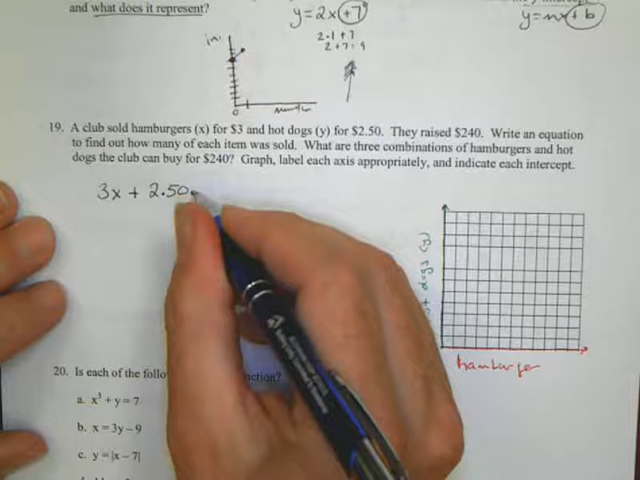 and what does it represent?
y=2x+7
y=mx+b
2·1+7
2+7=9
in.
0
19. A club sold hamburgers (x) for $3 and hot dogs (y) for $2.50. They raised $240. Write an equation
to find out how many of each item was sold. What are three combinations of hamburgers and hot
dogs the club can buy for $240? Graph, label each axis appropriately, and indicate each intercept.
3x + 2.50
dogs (y)
hamburger
20. Is each of the follo
nction?
a. x³ + y = 7
b. x = 3y – 9
c. y = |x – 7|